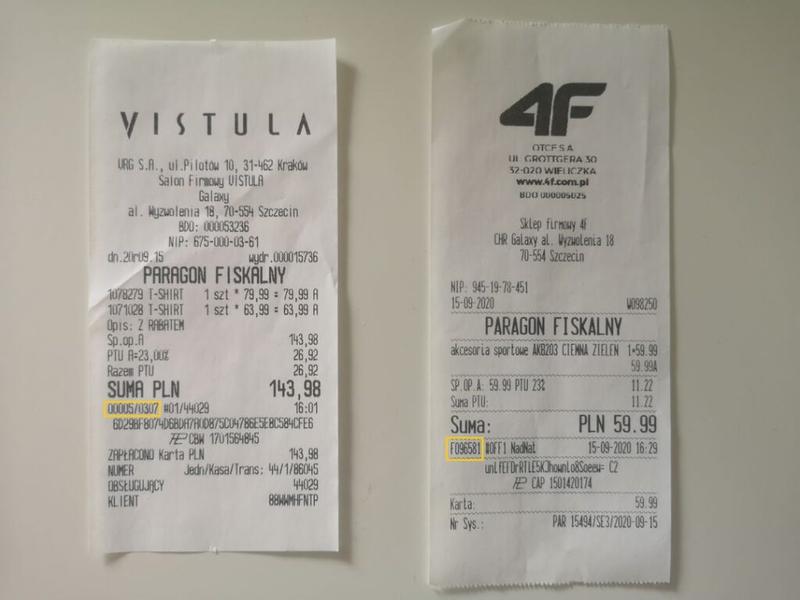 VISTULA
VRG S.A., ul.Pilotów 10, 31-462 Kraków
Salon Firmowy VISTULA
Galaxy
al. Wyzwolenia 18, 70-554 Szczecin
BDO: 000053236
NIP: 675-000-03-61
dn.20r09.15 wydr.000015736
PARAGON FISKALNY
1078279 T-SHIRT 1 szt * 79,99 = 79,99 A
1071028 T-SHIRT 1 szt * 63,99 = 63,99 A
Opis: Z RABATEM
Sp.op.A 143,98
PTU A=23,00% 26,92
Razem PTU 26,92
SUMA PLN 143,98
00005/0307 #01/44029 16:01
CBW 1701564845
ZAPŁACONO Karta PLN 143,98
NUMER Jedn/Kasa/Trans: 44/1/86045
OBSŁUGUJĄCY 44029
KLIENT 88WWMHFNTP
4F
OTCF S.A.
UL. GROTTGERA 30
32-020 WIELICZKA
www.4f.com.pl
BDO 000005025
Sklep firmowy 4F
CHR Galaxy al. Wyzwolenia 18
70-554 Szczecin
NIP: 945-19-78-451
15-09-2020 W098250
PARAGON FISKALNY
akcesoria sportowe AKB203 CIEMNA ZIELEN 1*59.99
59.99A
SP.OP.A: 59.99 PTU 23% 11.22
Suma PTU: 11.22
Suma: PLN 59.99
F096581 #OFF1 NadNat 15-09-2020 16:29
CAP 1501420174
Karta: 59.99
Nr Sys.: PAR 15494/SE3/2020-09-15